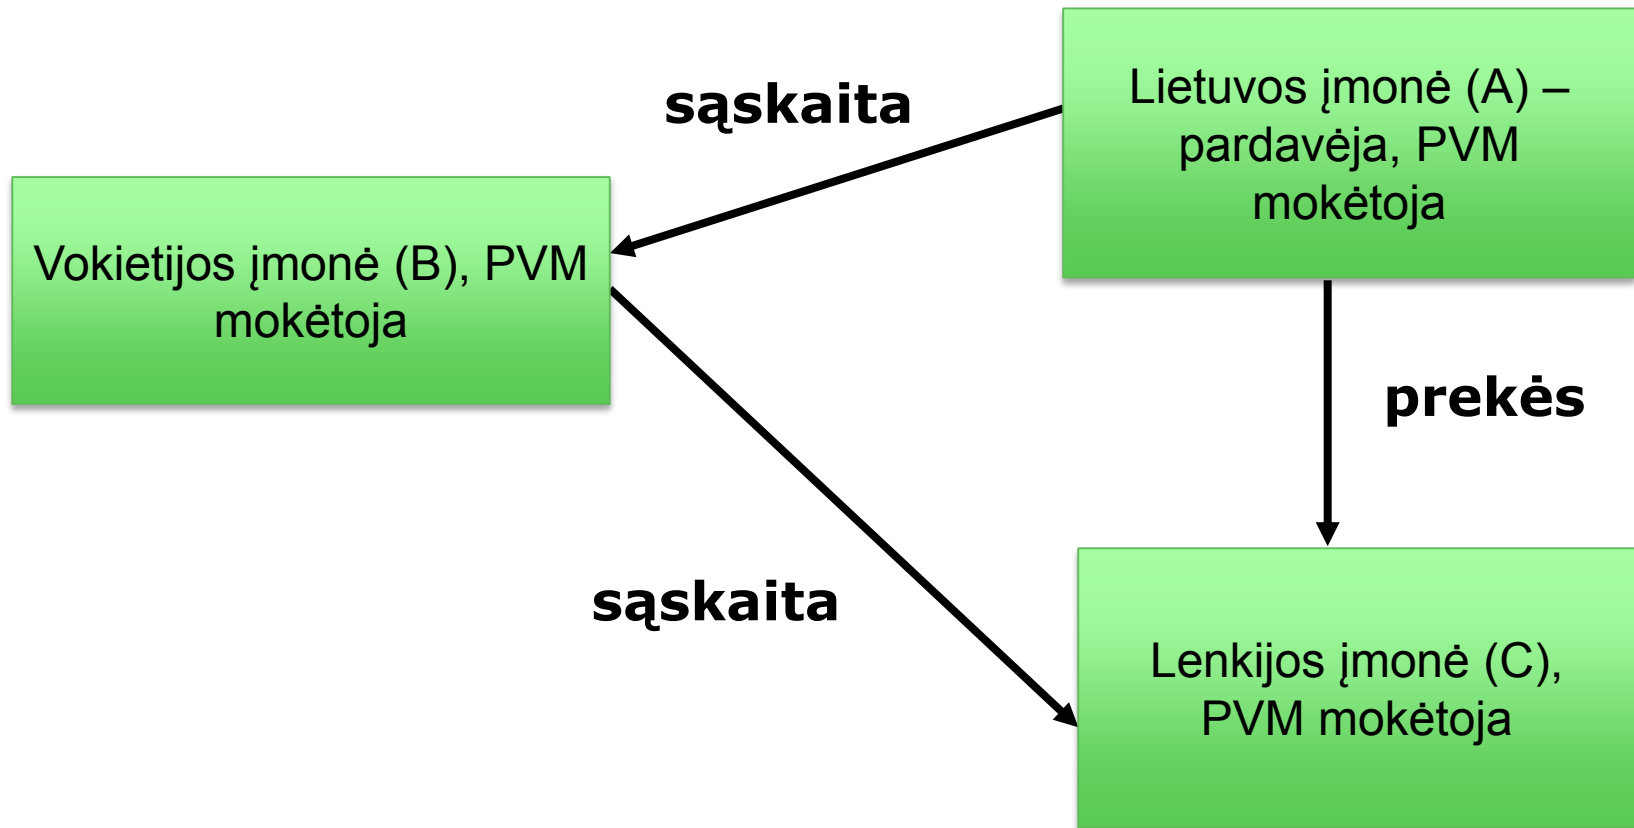 sąskaita
Lietuvos įmonė (A) –
pardavėja, PVM
mokėtoja
Vokietijos įmonė (B), PVM
mokėtoja
prekės
sąskaita
Lenkijos įmonė (C),
PVM mokėtoja